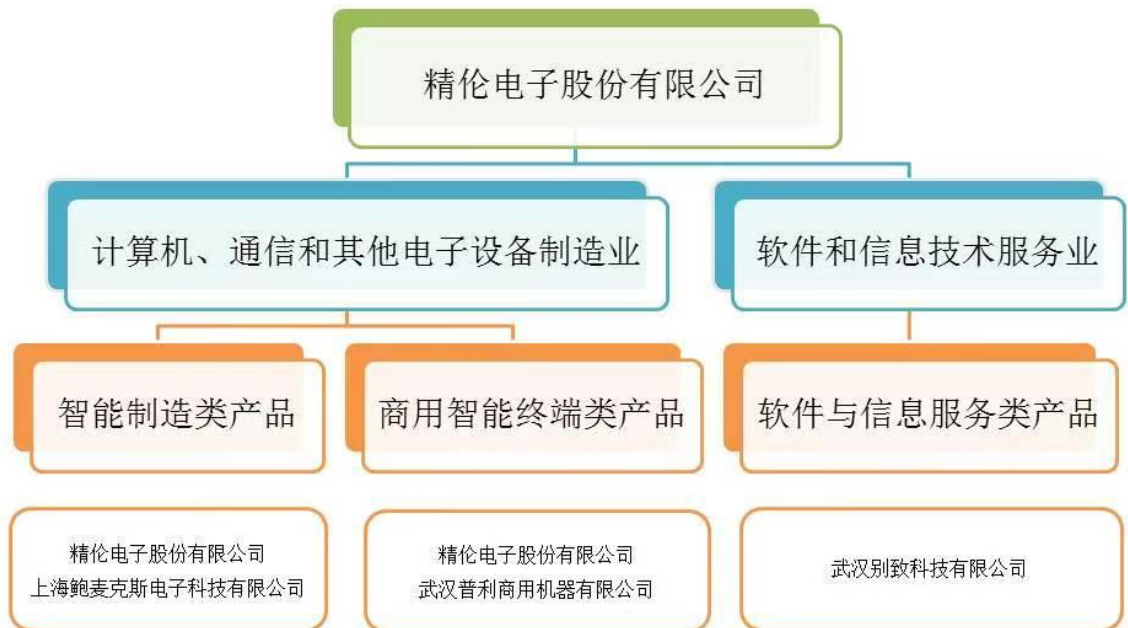 精伦电子股份有限公司
计算机、通信和其他电子设备制造业
软件和信息技术服务业
智能制造类产品
商用智能终端类产品
软件与信息服务类产品
精伦电子股份有限公司
上海鲍麦克斯电子科技有限公司
精伦电子股份有限公司
武汉普利商用机器有限公司
武汉别致科技有限公司